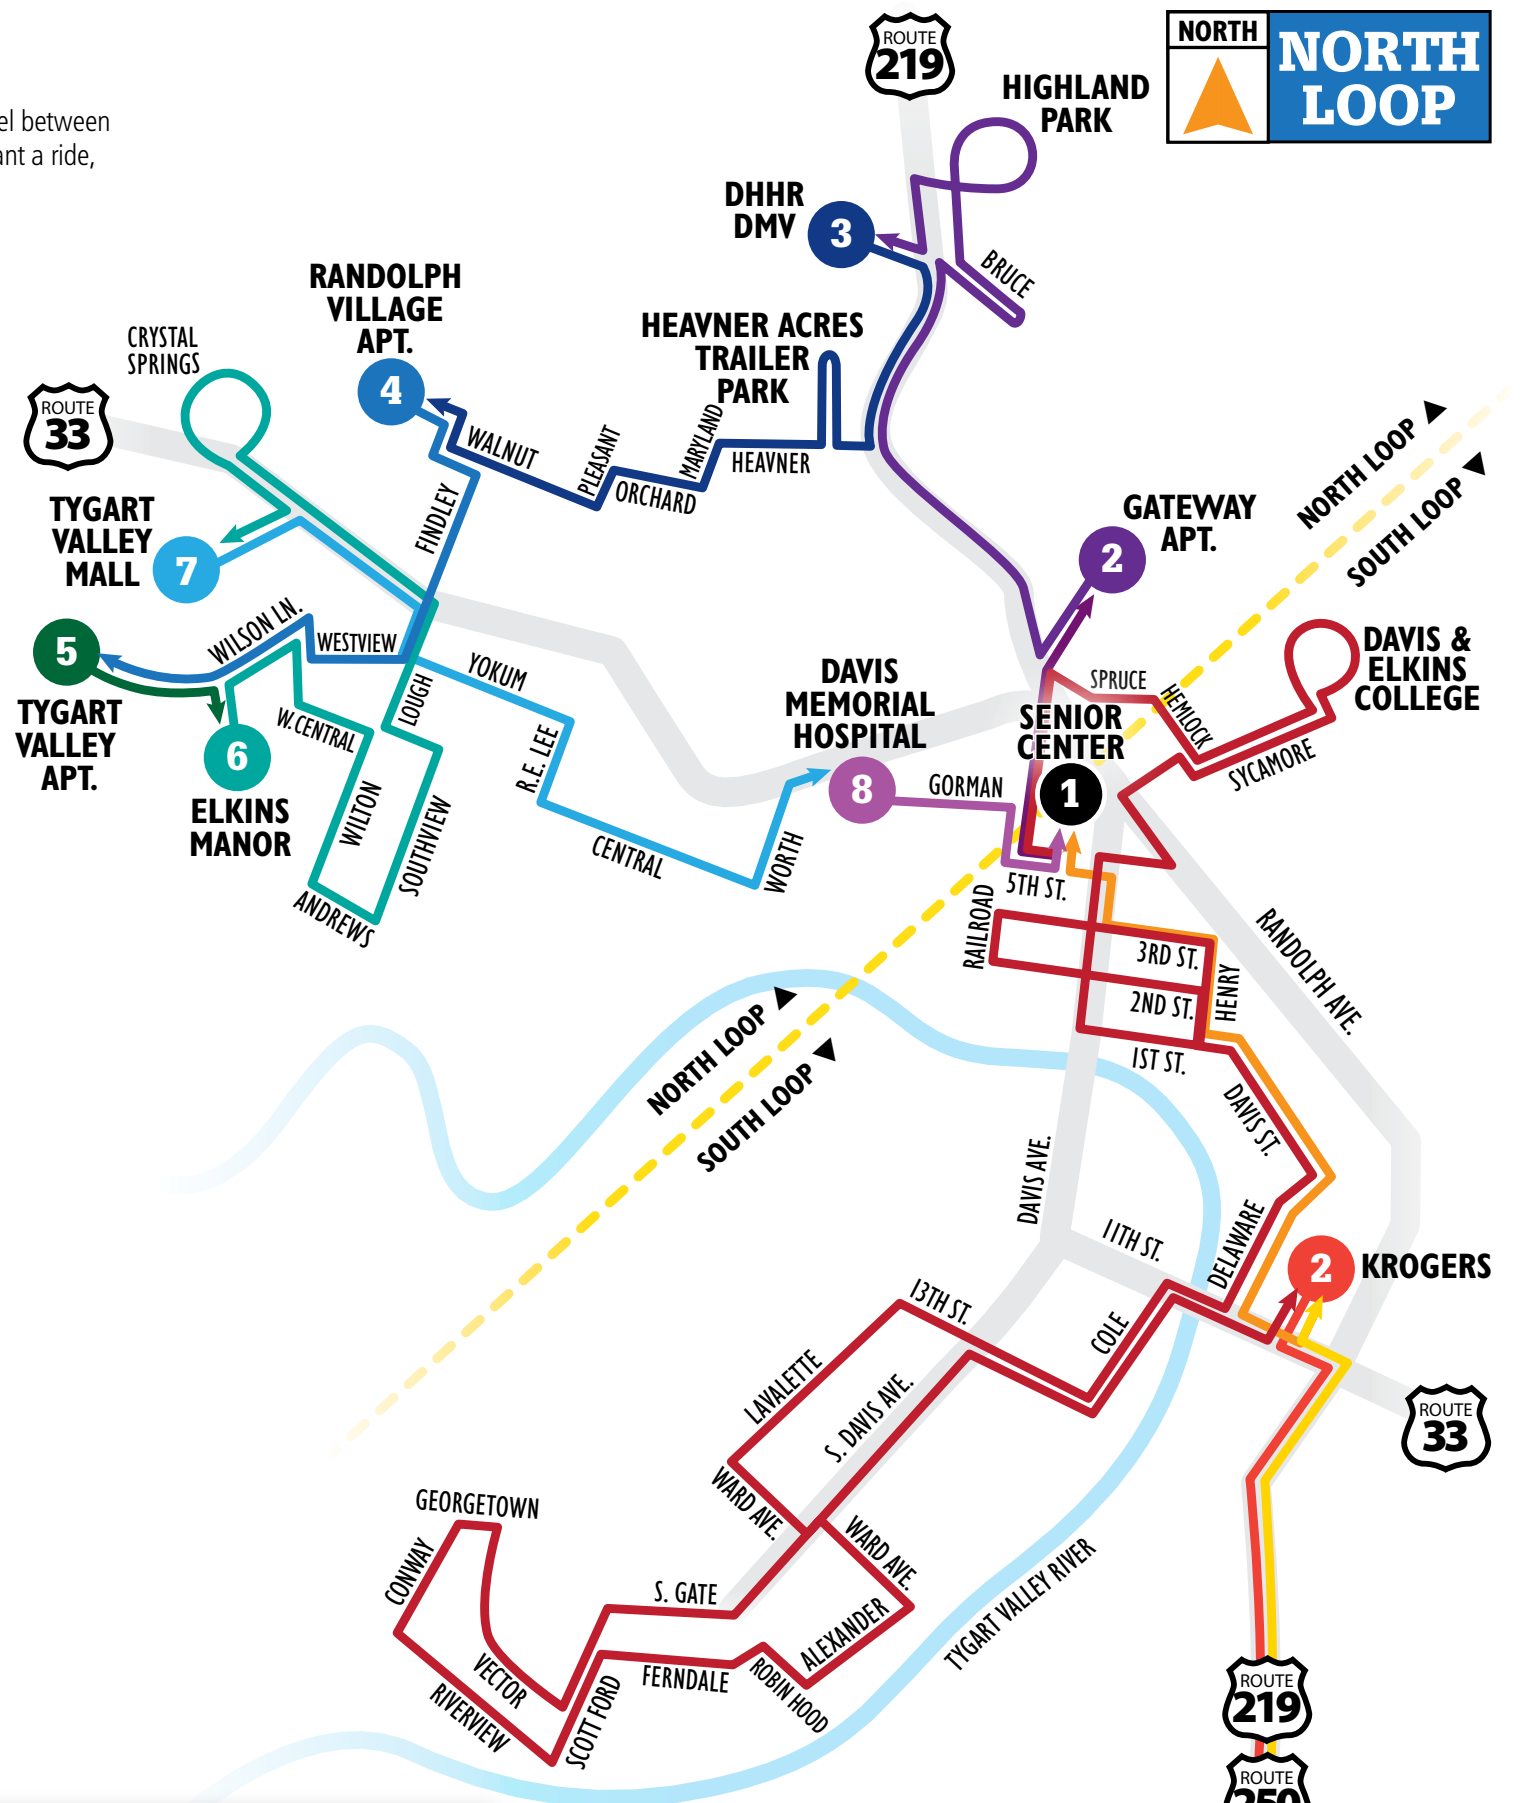 el between
ant a ride,
ROUTE
219
NORTH
NORTH
LOOP
HIGHLAND
PARK
DHHR
DMV
3
BRUCE
RANDOLPH
VILLAGE
APT.
4
HEAVNER ACRES
TRAILER
PARK
CRYSTAL
SPRINGS
ROUTE
33
WALNUT
PLEASANT
ORCHARD
MARYLAND
HEAVNER
FINDLEY
NORTH LOOP
SOUTH LOOP
TYGART
VALLEY
MALL
7
GATEWAY
APT.
2
5
TYGART
VALLEY
APT.
WILSON LN.
WESTVIEW
YOKUM
LOUGH
W.CENTRAL
6
ELKINS
MANOR
WILTON
SOUTHVIEW
ANDREWS
R.E. LEE
CENTRAL
WORTH
DAVIS
MEMORIAL
HOSPITAL
8
GORMAN
SPRUCE
HEMLOCK
SYCAMORE
DAVIS &
ELKINS
COLLEGE
SENIOR
CENTER
1
5TH ST.
RAILROAD
3RD ST.
2ND ST.
1ST ST.
HENRY
RANDOLPH AVE.
NORTH LOOP
SOUTH LOOP
DAVIS ST.
DAVIS AVE.
11TH ST.
DELAWARE
2
KROGERS
13TH ST.
COLE
LAVALETTE
S. DAVIS AVE.
ROUTE
33
WARD AVE.
WARD AVE.
GEORGETOWN
CONWAY
S. GATE
VECTOR
RIVERVIEW
SCOTT FORD
FERNDALE
ROBIN HOOD
ALEXANDER
TYGART VALLEY RIVER
ROUTE
219
ROUTE
250